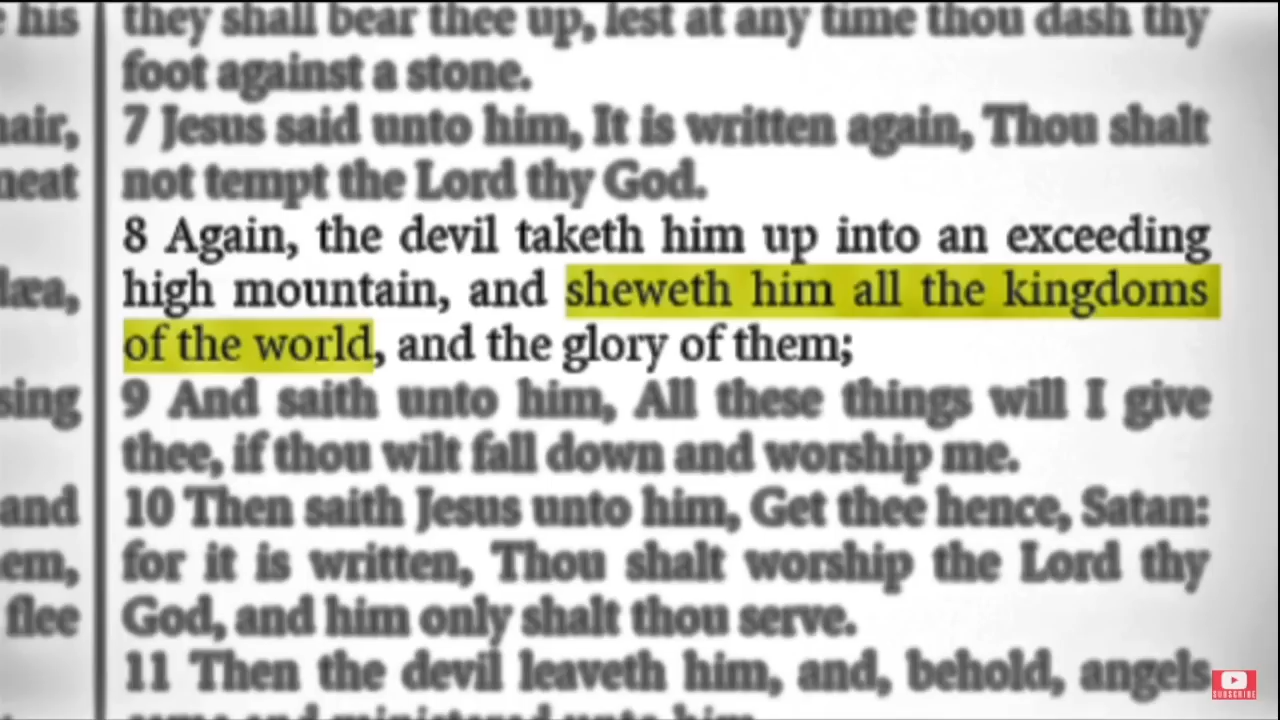 they shall bear thee up, lest at any time thou dash thy
foot against a stone.
7 Jesus said unto him, It is written again, Thou shalt
not tempt the Lord thy God.
8 Again, the devil taketh him up into an exceeding
high mountain, and sheweth him all the kingdoms
of the world, and the glory of them;
9 And saith unto him, All these things will I give
thee, if thou wilt fall down and worship me.
10 Then saith Jesus unto him, Get thee hence, Satan:
for it is written, Thou shalt worship the Lord thy
God, and him only shalt thou serve.
11 Then the devil leaveth him, and, behold, angels
his
and
flee
SUBSCRIBE